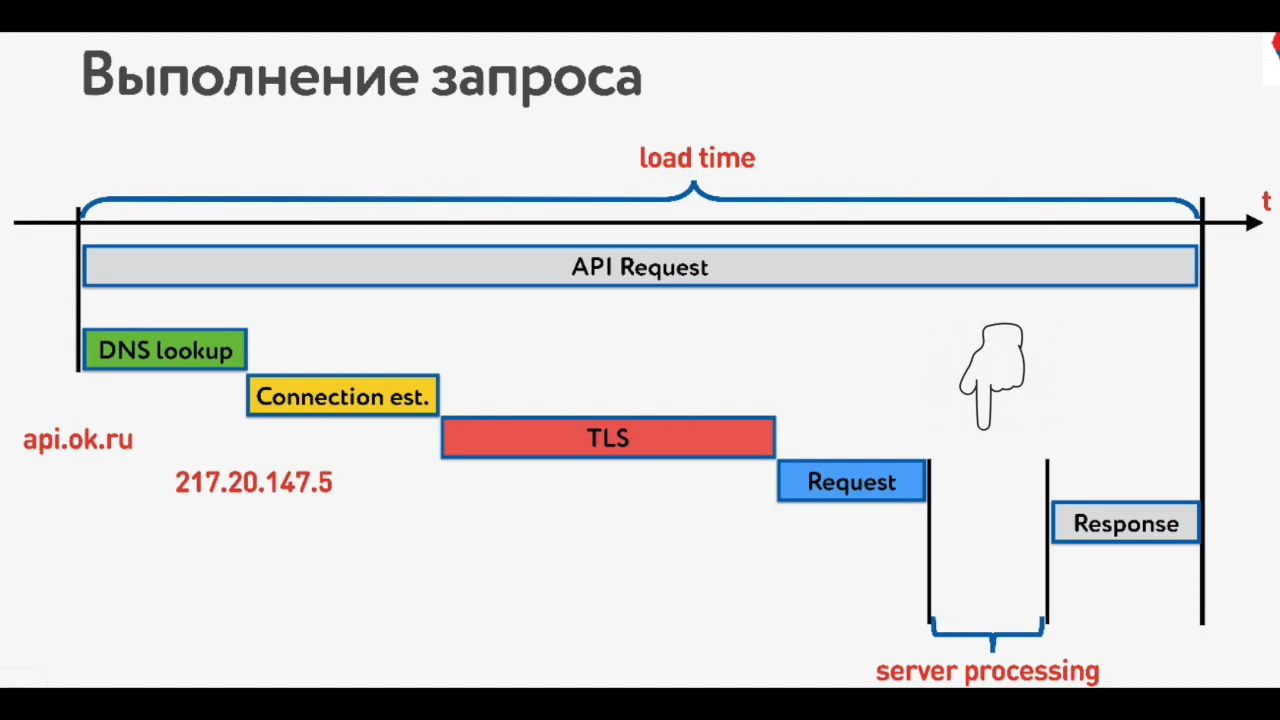 Выполнение запроса
load time
t
API Request
DNS lookup
Connection est.
api.ok.ru
TLS
217.20.147.5
Request
Response
server processing